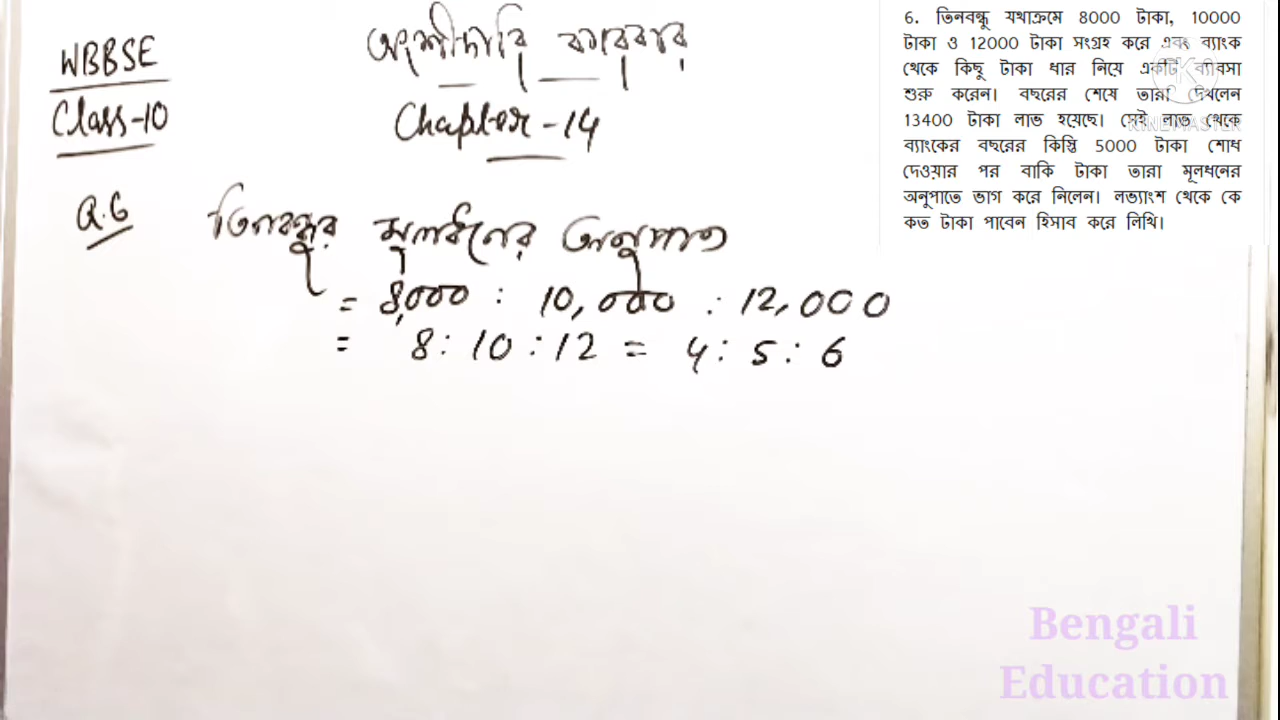 WBBSE
Class-10
অংশীদারি কারবার
Chapter - 14
6. তিনবন্ধু যথাক্রমে 8000 টাকা, 10000
টাকা ও 12000 টাকা সংগ্রহ করে এবং ব্যাংক
থেকে কিছু টাকা ধার নিয়ে একটি ব্যাবসা
শুরু করেন। বছরের শেষে তারা দেখলেন
13400 টাকা লাভ হয়েছে। সেই লাভ থেকে
ব্যাংকের বছরের কিস্তি 5000 টাকা শোধ
দেওয়ার পর বাকি টাকা তারা মূলধনের
অনুপাতে ভাগ করে নিলেন। লভ্যাংশ থেকে কে
কত টাকা পাবেন হিসাব করে লিখি।
KINEMASTER
Q.6 তিনবন্ধুর মূলধনের অনুপাত
= 8,000 : 10,000 : 12,000
= 8 : 10 : 12 = 4 : 5 : 6
Bengali
Education